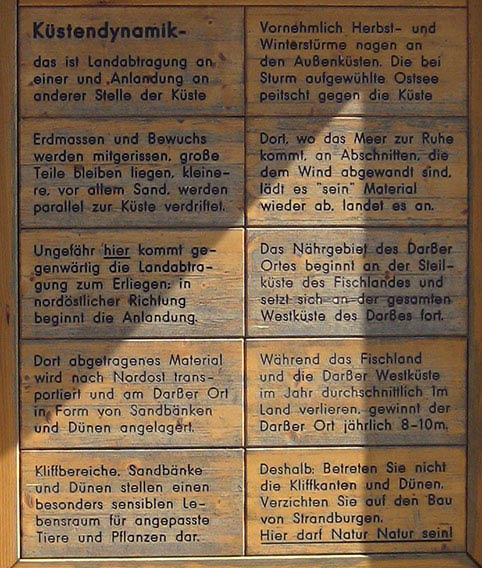 Küstendynamik-
das ist Landabtragung an
einer und Anlandung an
anderer Stelle der Küste
Vornehmlich Herbst- und
Winterstürme nagen an
den Außenküsten. Die bei
Sturm aufgewühlte Ostsee
peitscht gegen die Küste
Erdmassen und Bewuchs
werden mitgerissen, große
Teile bleiben liegen, kleine-
re, vor allem Sand, werden
parallel zur Küste verdriftet.
Dort, wo das Meer zur Ruhe
kommt, an Abschnitten, die
dem Wind abgewandt sind,
lädt es "sein" Material
wieder ab, landet es an.
Ungefähr hier kommt ge-
genwärtig die Landabtra-
gung zum Erliegen; in
nordöstlicher Richtung
beginnt die Anlandung.
Das Nährgebiet des Darßer
Ortes beginnt an der Steil-
küste des Fischlandes und
setzt sich an der gesamten
Westküste des Darßes fort.
Dort abgetragenes Material
wird nach Nordost trans-
portiert und am Darßer Ort
in Form von Sandbänken
und Dünen angelagert.
Während das Fischland
und die Darßer Westküste
im Jahr durchschnittlich 1m
Land verlieren, gewinnt der
Darßer Ort jährlich 8-10m.
Kliffbereiche, Sandbänke
und Dünen stellen einen
besonders sensiblen Le-
bensraum für angepasste
Tiere und Pflanzen dar.
Deshalb: Betreten Sie nicht
die Kliffkanten und Dünen.
Verzichten Sie auf den Bau
von Strandburgen.
Hier darf Natur Natur sein!